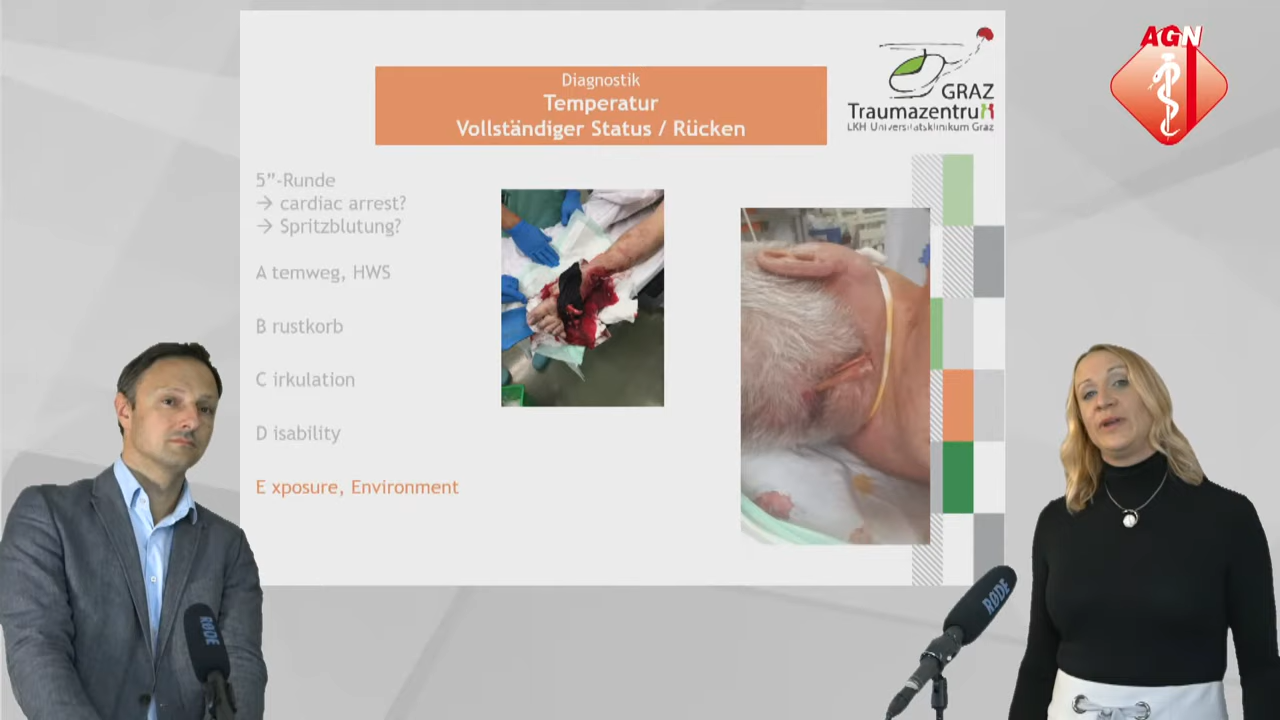 Diagnostik
Temperatur
Vollständiger Status / Rücken
GRAZ
Traumazentrum
LKH Universitätsklinikum Graz
AGN
5”-Runde
→ cardiac arrest?
→ Spritzblutung?
A temweg, HWS
B rustkorb
C irkulation
D isability
E xposure, Environment
RØDE
RØDE